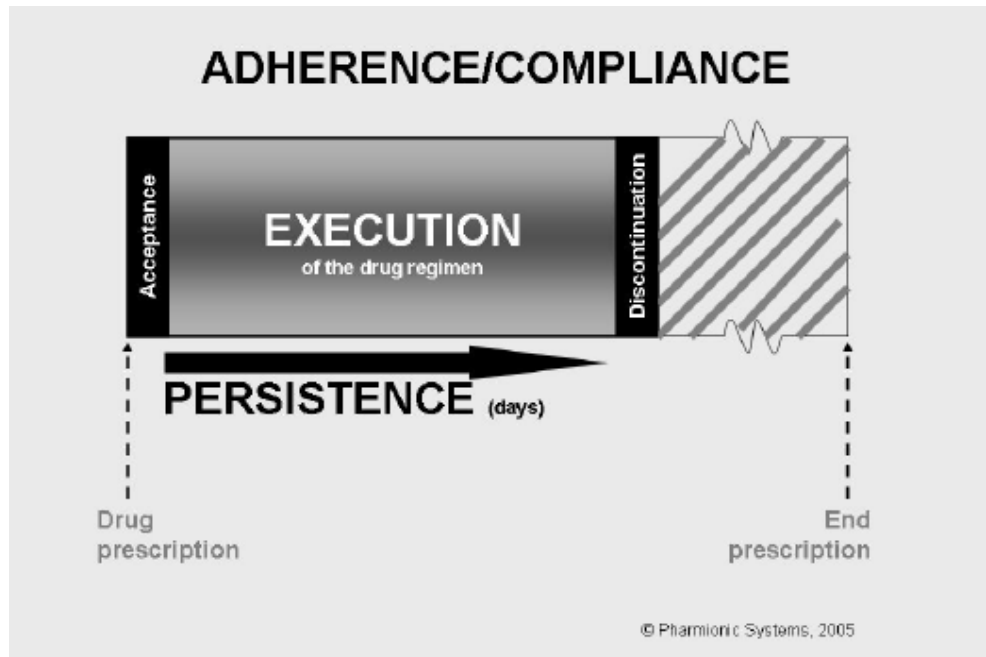 ADHERENCE/COMPLIANCE
Acceptance
EXECUTION
of the drug regimen
Discontinuation
PERSISTENCE (days)
Drug
prescription
End
prescription
© Pharmionic Systems, 2005